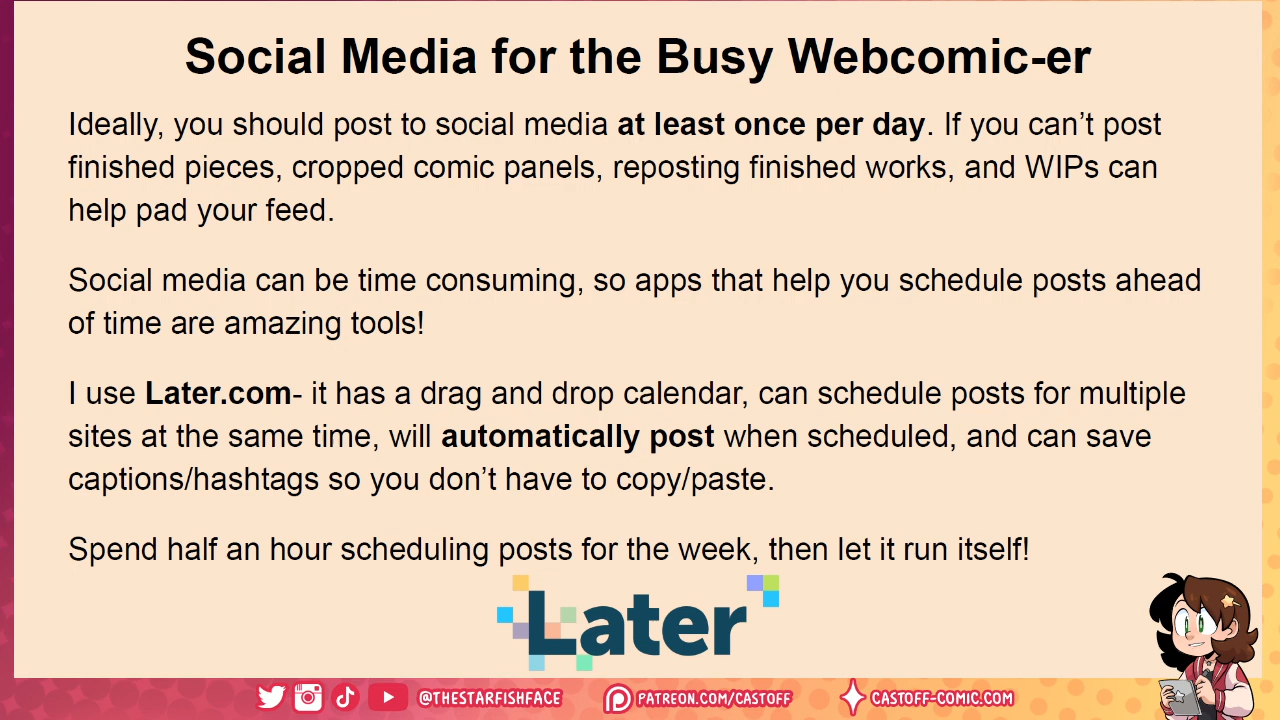 Social Media for the Busy Webcomic-er
Ideally, you should post to social media at least once per day. If you can’t post
finished pieces, cropped comic panels, reposting finished works, and WIPs can
help pad your feed.
Social media can be time consuming, so apps that help you schedule posts ahead
of time are amazing tools!
I use Later.com- it has a drag and drop calendar, can schedule posts for multiple
sites at the same time, will automatically post when scheduled, and can save
captions/hashtags so you don’t have to copy/paste.
Spend half an hour scheduling posts for the week, then let it run itself!
Later
@THESTARFISHFACE PATREON.COM/CASTOFF CASTOFF-COMIC.COM